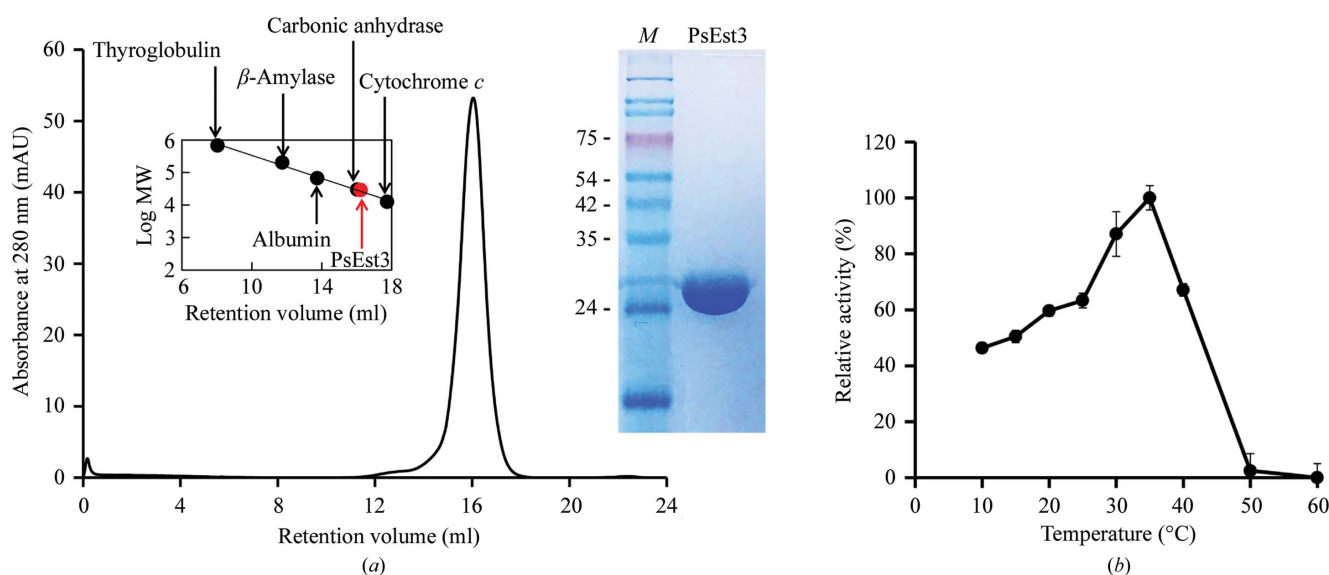 Absorbance at 280 nm (mAU)
60
50
40
30
20
10
0
0
4
8
12
16
20
24
Retention volume (ml)
Thyroglobulin
β-Amylase
Carbonic anhydrase
Cytochrome c
Albumin
PsEst3
Log MW
6
5
4
3
2
6
10
14
18
Retention volume (ml)
M
PsEst3
75 -
54 -
42 -
35 -
24 -
(a)
Relative activity (%)
120
100
80
60
40
20
0
0
10
20
30
40
50
60
Temperature (°C)
(b)